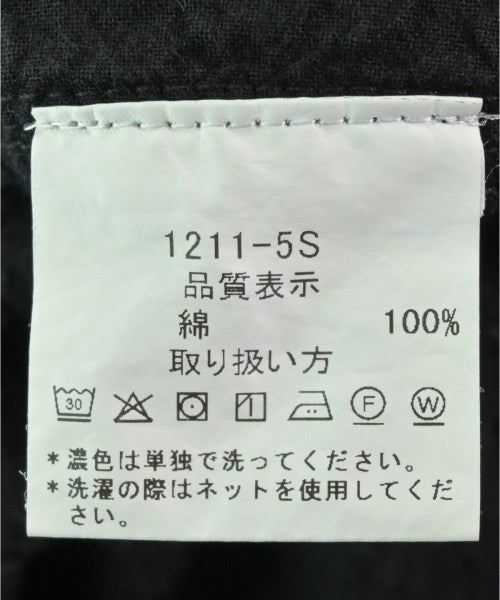 1211-5S
品質表示
綿 100%
取り扱い方
30 F W
*濃色は単独で洗ってください。
*洗濯の際はネットを使用してくだ
さい。